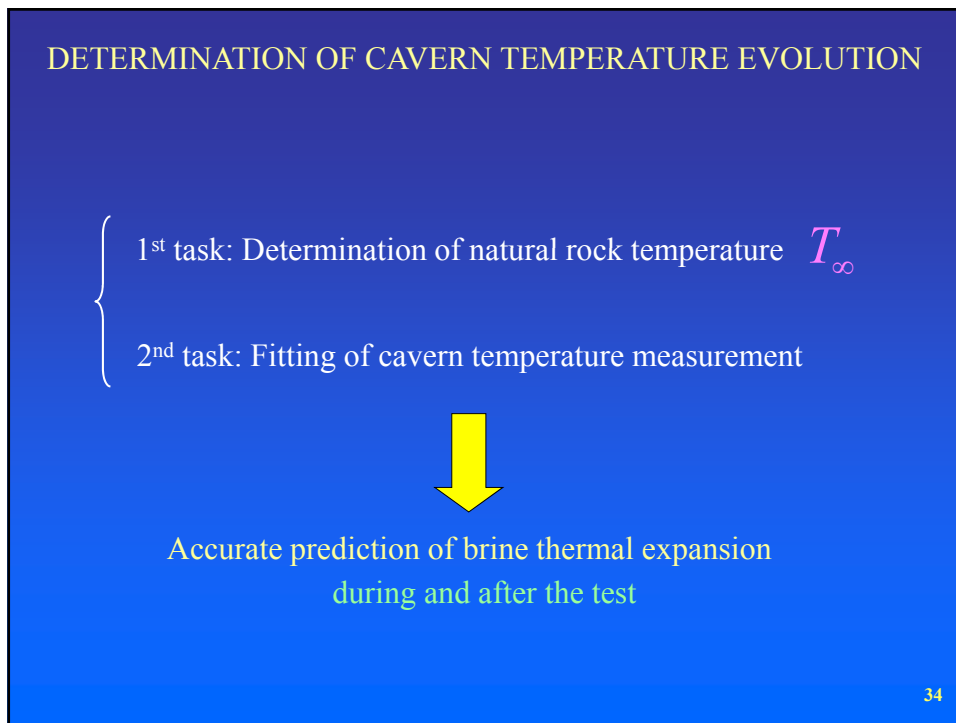 DETERMINATION OF CAVERN TEMPERATURE EVOLUTION
1st task: Determination of natural rock temperature T∞
2nd task: Fitting of cavern temperature measurement
Accurate prediction of brine thermal expansion
during and after the test
34